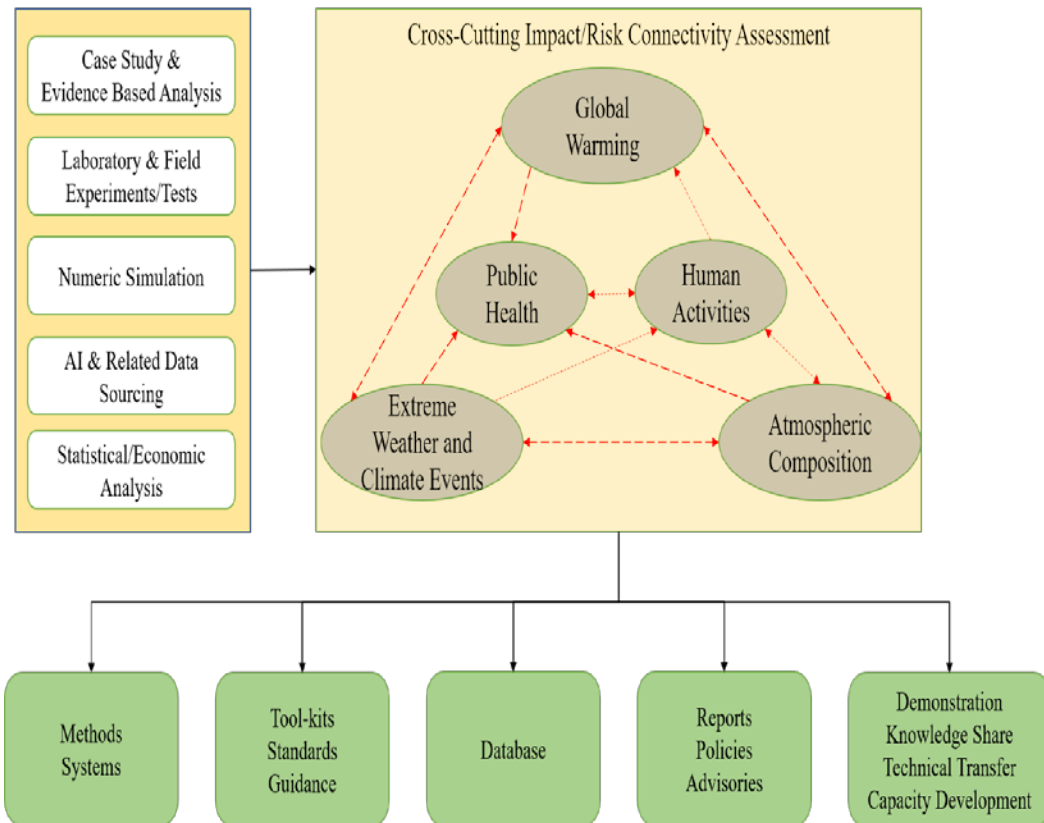 Case Study &
Evidence Based Analysis
Laboratory & Field
Experiments/Tests
Numeric Simulation
AI & Related Data
Sourcing
Statistical/Economic
Analysis
Cross-Cutting Impact/Risk Connectivity Assessment
Global
Warming
Public
Health
Human
Activities
Extreme
Weather and
Climate Events
Atmospheric
Composition
Methods
Systems
Tool-kits
Standards
Guidance
Database
Reports
Policies
Advisories
Demonstration
Knowledge Share
Technical Transfer
Capacity Development